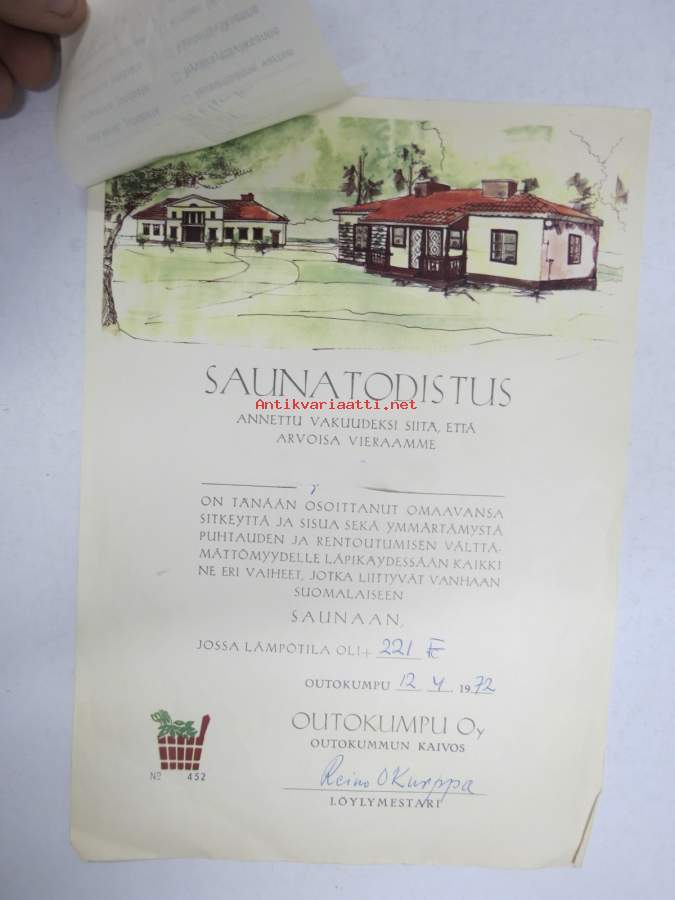 SAUNATODISTUS
Antikvariaatti.net
ANNETTU VAKUUDEKSI SIITÄ, ETTÄ
ARVOISA VIERAAMME
ON TÄNÄÄN OSOITTANUT OMAAVANSA
SITKEYTTÄ JA SISUA SEKÄ YMMÄRTÄMYSTÄ
PUHTAUDEN JA RENTOUTUMISEN VÄLTTÄ-
MÄTTÖMYYDELLE LÄPIKÄYDESSÄÄN KAIKKI
NE ERI VAIHEET, JOTKA LIITTYVÄT VANHAAN
SUOMALAISEEN
SAUNAAN,
JOSSA LÄMPÖTILA OLI + 221 F
OUTOKUMPU 12. 4. 1972
OUTOKUMPU Oy
OUTOKUMMUN KAIVOS
Reino O Kurppa
LÖYLYMESTARI
No 452